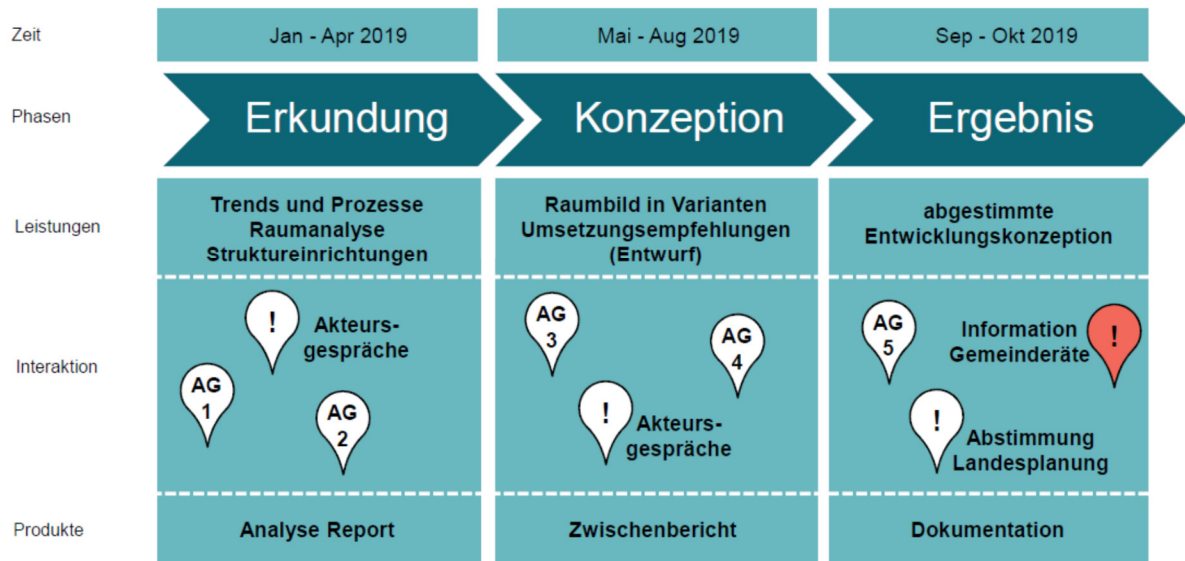 Zeit
Jan - Apr 2019
Mai - Aug 2019
Sep - Okt 2019
Phasen
Erkundung
Konzeption
Ergebnis
Leistungen
Trends und Prozesse
Raumanalyse
Struktureinrichtungen
Raumbild in Varianten
Umsetzungsempfehlungen
(Entwurf)
abgestimmte
Entwicklungskonzeption
Interaktion
!
Akteurs-
gespräche
AG
1
AG
2
AG
3
AG
4
!
Akteurs-
gespräche
AG
5
Information
Gemeinderäte
!
!
Abstimmung
Landesplanung
Produkte
Analyse Report
Zwischenbericht
Dokumentation